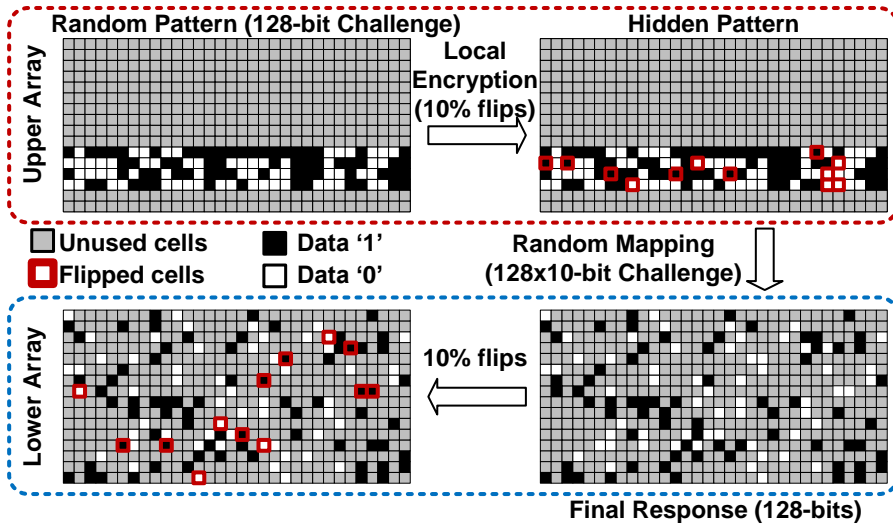 Random Pattern (128-bit Challenge)
Hidden Pattern
Upper Array
Local
Encryption
(10% flips)
Unused cells
Data ‘1’
Flipped cells
Data ‘0’
Random Mapping
(128x10-bit Challenge)
Lower Array
10% flips
Final Response (128-bits)